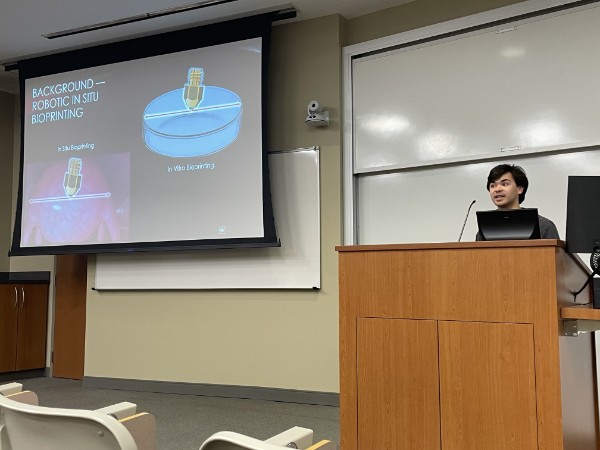 BACKGROUND —
ROBOTIC IN SITU
BIOPRINTING
In Situ Bioprinting
In Vitro Bioprinting